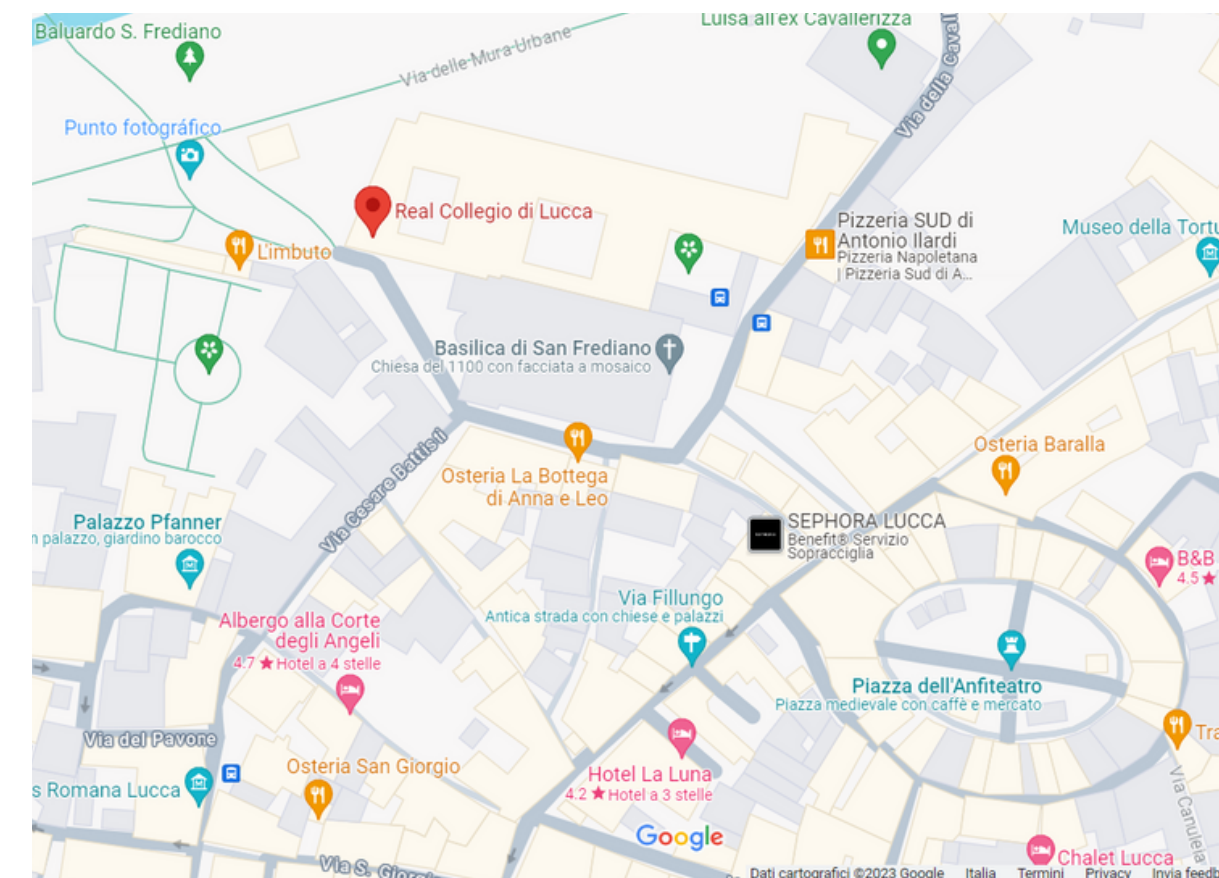 Luisa all'ex Cavallerizza
Baluardo S. Frediano
Via delle Mura Urbane
Via della Caval
Punto fotográfico
Real Collegio di Lucca
Pizzeria SUD di
Antonio Ilardi
Pizzeria Napoletana
| Pizzeria Sud di A...
Museo della Tortu
L'imbuto
Basilica di San Frediano
Chiesa del 1100 con facciata a mosaico
Via Cesare Battisti
Osteria La Bottega
di Anna e Leo
Osteria Baralla
Palazzo Pfanner
n palazzo, giardino barocco
SEPHORA LUCCA
Benefit® Servizio
Sopracciglia
B&B
4.5 ★
Via Fillungo
Antica strada con chiese e palazzi
Albergo alla Corte
degli Angeli
4.7 ★ Hotel a 4 stelle
Piazza dell'Anfiteatro
Piazza medievale con caffè e mercato
Via del Pavone
Tra
Hotel La Luna
4.2 ★ Hotel a 3 stelle
Osteria San Giorgio
s Romana Lucca
Via Canuleia
Google
Via S. Giorgio
Chalet Lucca
Dati cartografici ©2023 Google Italia Termini Privacy Invia feedb